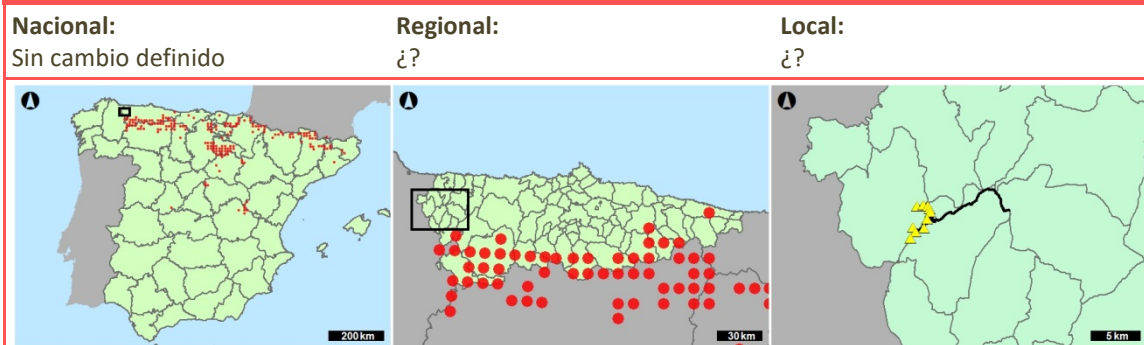 Nacional:
Sin cambio definido
Regional:
¿?
Local:
¿?
200 km
30 km
5 km